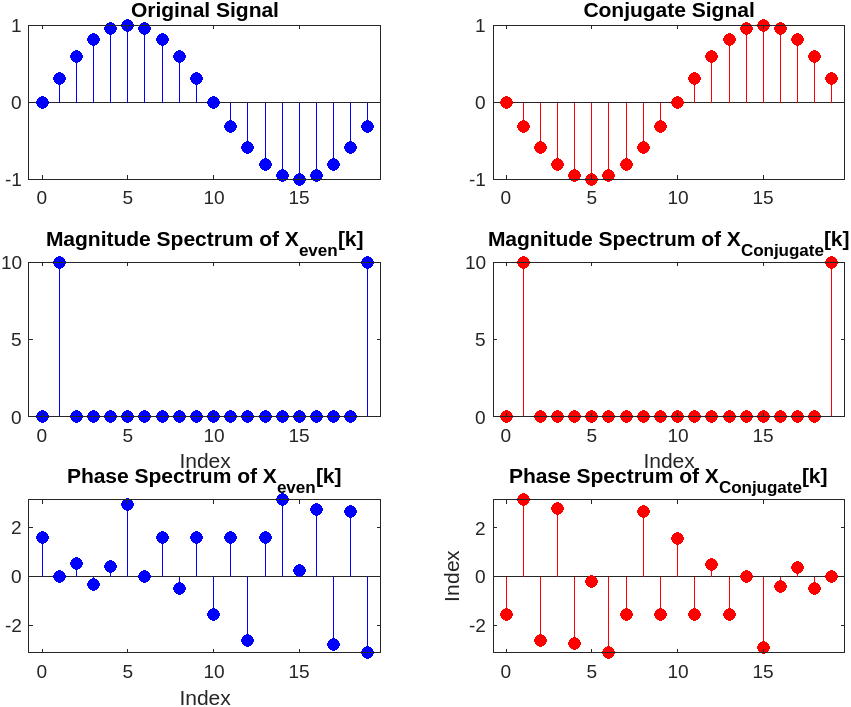 Original Signal
1
0
-1
0 5 10 15
Conjugate Signal
1
0
-1
0 5 10 15
Magnitude Spectrum of Xeven[k]
10
5
0
0 5 10 15
Index
Magnitude Spectrum of XConjugate[k]
10
5
0
0 5 10 15
Index
Phase Spectrum of Xeven[k]
2
0
-2
0 5 10 15
Index
Phase Spectrum of XConjugate[k]
Index
2
0
-2
0 5 10 15